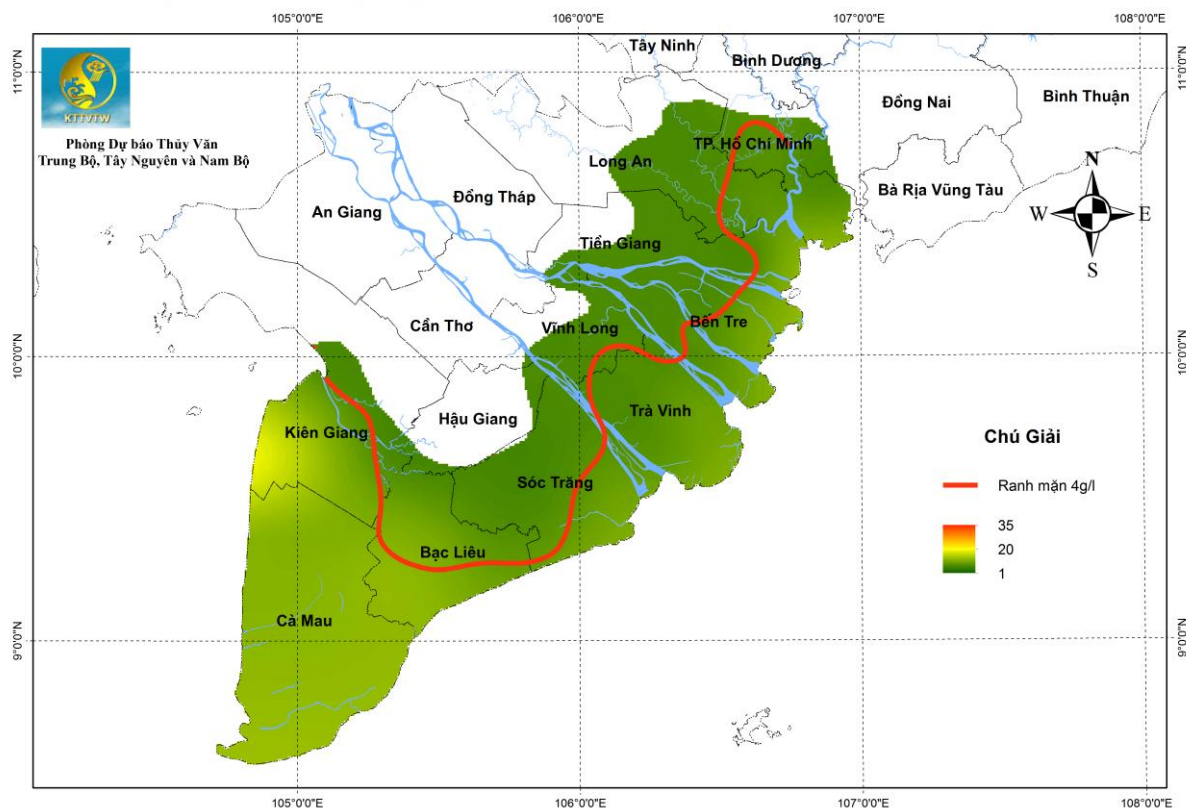 105°0'0"E
106°0'0"E
107°0'0"E
108°0'0"E
11°0'0"N
11°0'0"N
KTTVTW
Phòng Dự báo Thủy Văn
Trung Bộ, Tây Nguyên và Nam Bộ
Tây Ninh
Bình Dương
Đồng Nai
Bình Thuận
TP. Hồ Chí Minh
Long An
Bà Rịa Vũng Tàu
Đồng Tháp
An Giang
N
W
E
S
Tiền Giang
Cần Thơ
Vĩnh Long
Bến Tre
10°0'0"N
10°0'0"N
Hậu Giang
Trà Vinh
Kiên Giang
Chú Giải
Sóc Trăng
Ranh mặn 4g/l
35
20
1
Bạc Liêu
Cà Mau
9°0'0"N
9°0'0"N
105°0'0"E
106°0'0"E
107°0'0"E
108°0'0"E